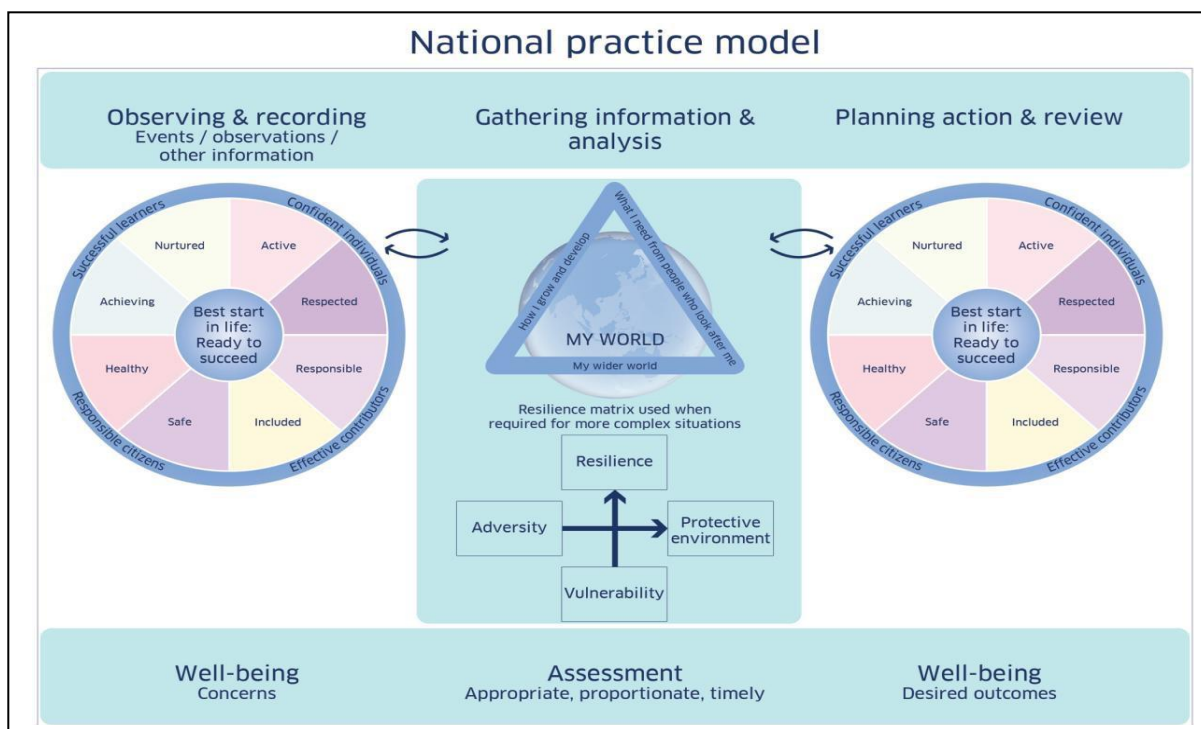 National practice model
Observing & recording
Events / observations /
other information
Gathering information &
analysis
Planning action & review
Successful learners
Confident individuals
Nurtured
Active
Achieving
Respected
Best start
in life:
Ready to
succeed
Healthy
Responsible
Safe
Included
Responsible citizens
Effective contributors
How I grow and develop
What I need from people who look after me
MY WORLD
My wider world
Resilience matrix used when
required for more complex situations
Resilience
Adversity
Protective
environment
Vulnerability
Successful learners
Confident individuals
Nurtured
Active
Achieving
Respected
Best start
in life:
Ready to
succeed
Healthy
Responsible
Safe
Included
Responsible citizens
Effective contributors
Well-being
Concerns
Assessment
Appropriate, proportionate, timely
Well-being
Desired outcomes